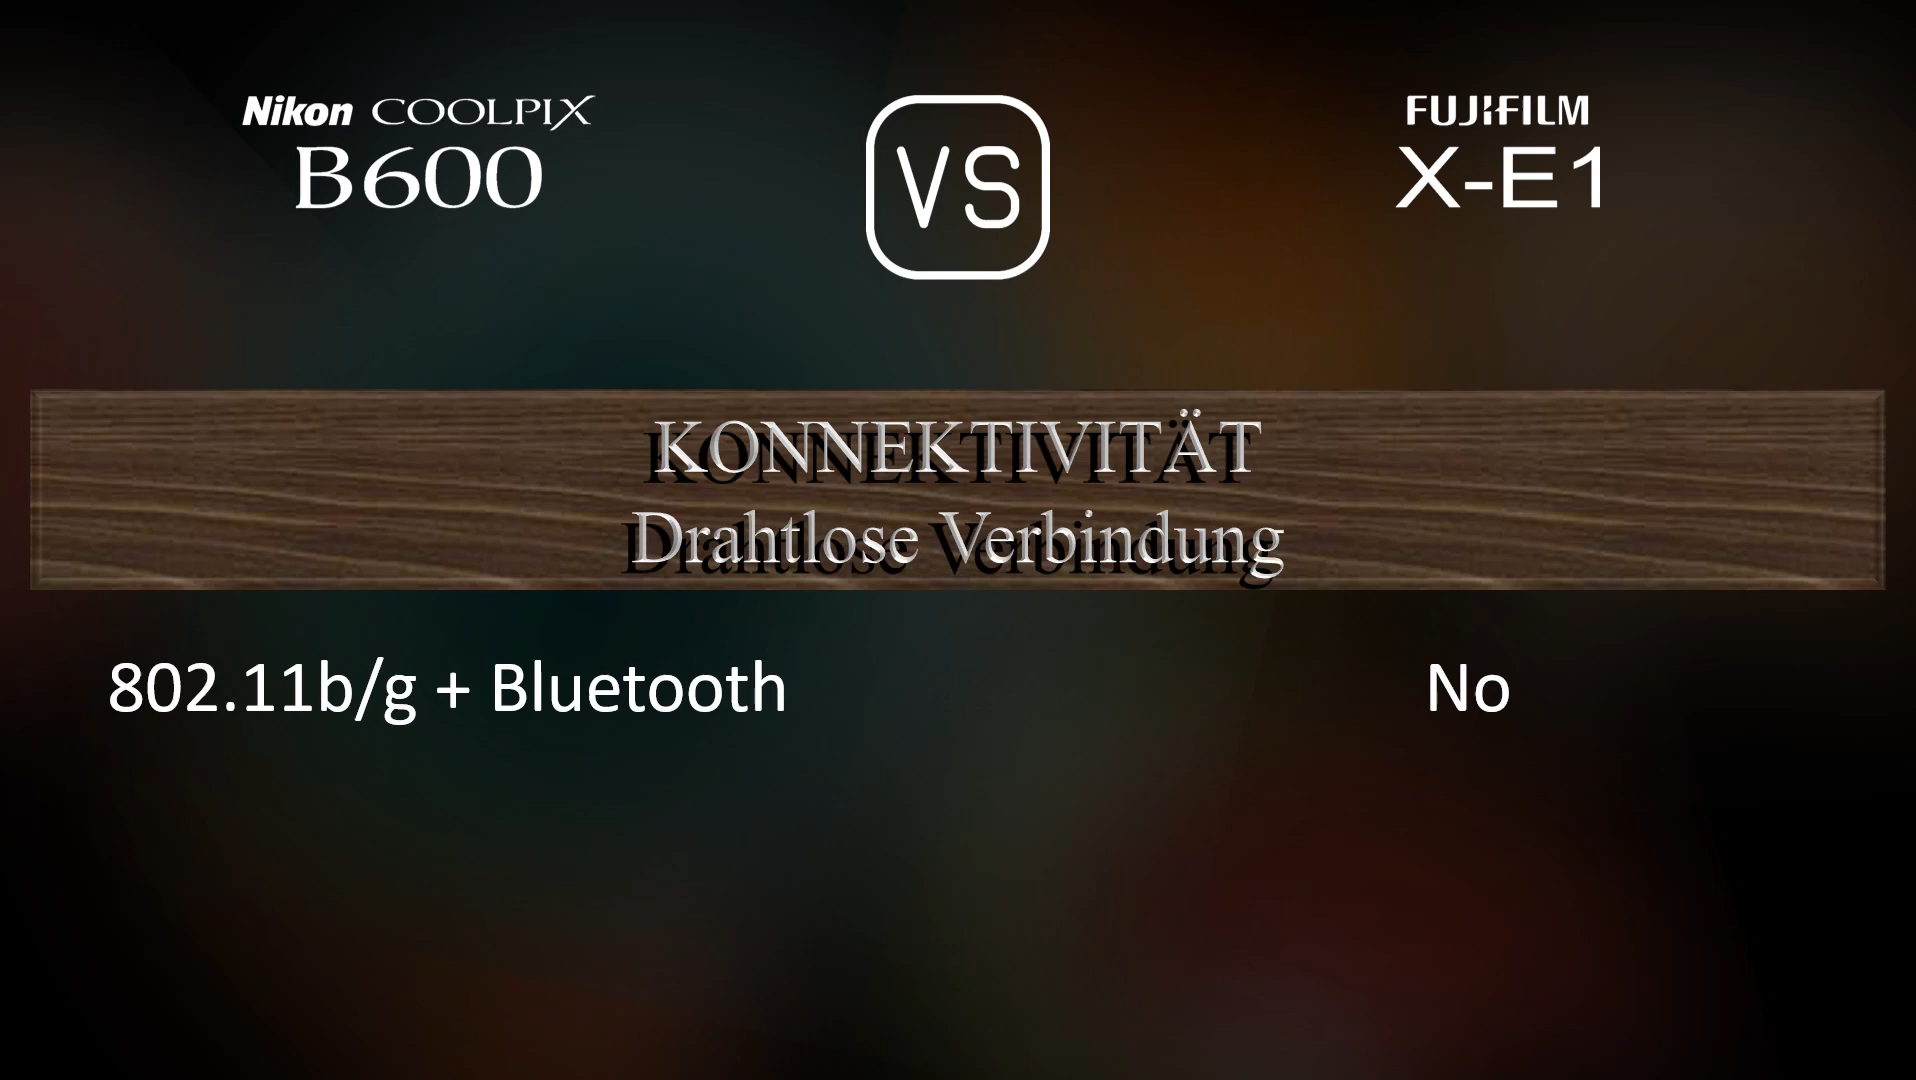 Nikon COOLPIX
B600
VS
FUJIFILM
X-E1
KONNEKTIVITÄT
Drahtlose Verbindung
802.11b/g + Bluetooth
No